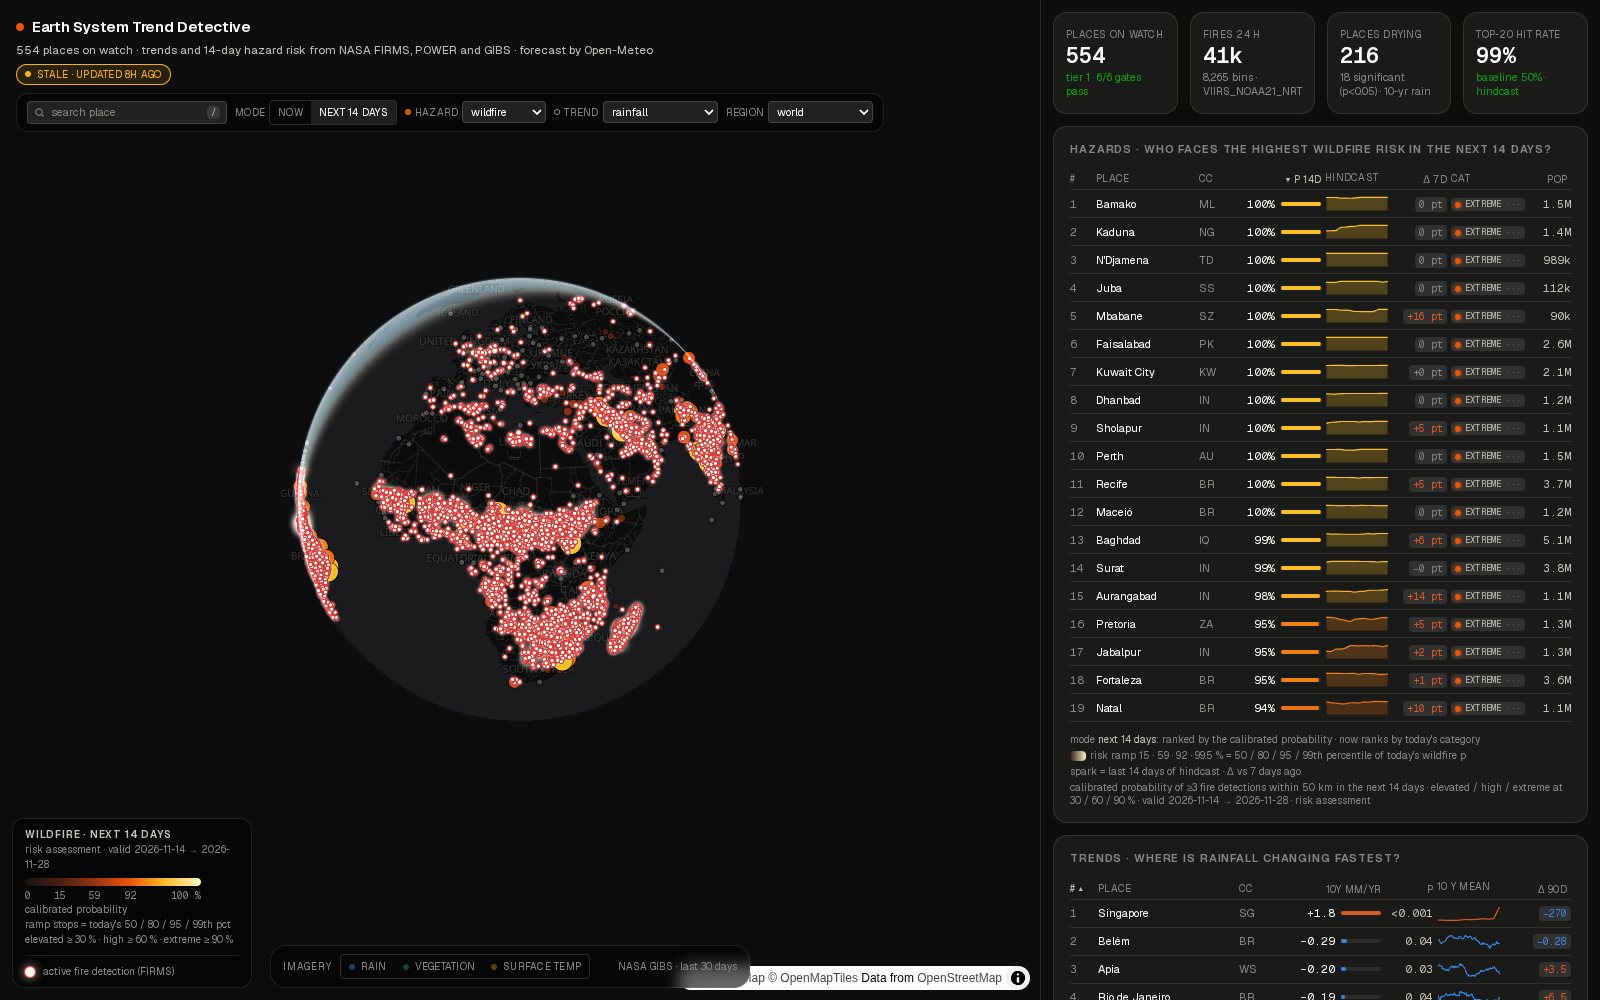 Earth System Trend Detective
554 places on watch · trends and 14-day hazard risk from NASA FIRMS, POWER and GIBS · forecast by Open-Meteo
STALE · UPDATED 8H AGO
search place /
MODE NOW NEXT 14 DAYS HAZARD wildfire TREND rainfall REGION world
GREENLAND
ICELAND
FINLAND
KAZAKHSTAN
MOROCCO
NIGER
CHAD
KENYA
WILDFIRE · NEXT 14 DAYS
risk assessment · valid 2026-11-14 → 2026-
11-28
0 15 59 92 100 %
calibrated probability
ramp stops = today's 50 / 80 / 95 / 99th pct
elevated ≥ 30 % · high ≥ 60 % · extreme ≥ 90 %
active fire detection (FIRMS)
IMAGERY RAIN VEGETATION SURFACE TEMP NASA GIBS · last 30 days
© OpenMapTiles Data from OpenStreetMap
PLACES ON WATCH
554
tier 1 · 6/6 gates
pass
FIRES 24 H
41k
8,265 bins ·
VIIRS_NOAA21_NRT
PLACES DRYING
216
18 significant
(p<0.05) · 10-yr rain
TOP-20 HIT RATE
99%
baseline 50% ·
hindcast
HAZARDS · WHO FACES THE HIGHEST WILDFIRE RISK IN THE NEXT 14 DAYS?
# PLACE CC ▼ P 14D HINDCAST Δ 7D CAT POP
1 Bamako ML 100% 0 pt EXTREME ··· 1.5M
2 Kaduna NG 100% 0 pt EXTREME ··· 1.4M
3 N'Djamena TD 100% 0 pt EXTREME ··· 989k
4 Juba SS 100% 0 pt EXTREME ··· 112k
5 Mbabane SZ 100% +16 pt EXTREME ··· 90k
6 Faisalabad PK 100% 0 pt EXTREME ··· 2.6M
7 Kuwait City KW 100% +0 pt EXTREME ··· 2.1M
8 Dhanbad IN 100% 0 pt EXTREME ··· 1.2M
9 Sholapur IN 100% +5 pt EXTREME ··· 1.1M
10 Perth AU 100% 0 pt EXTREME ··· 1.5M
11 Recife BR 100% +5 pt EXTREME ··· 3.7M
12 Maceió BR 100% 0 pt EXTREME ··· 1.2M
13 Baghdad IQ 99% +6 pt EXTREME ··· 5.1M
14 Surat IN 99% −0 pt EXTREME ··· 3.8M
15 Aurangabad IN 98% +14 pt EXTREME ··· 1.1M
16 Pretoria ZA 95% +5 pt EXTREME ··· 1.3M
17 Jabalpur IN 95% +2 pt EXTREME ··· 1.3M
18 Fortaleza BR 95% +1 pt EXTREME ··· 3.6M
19 Natal BR 94% +10 pt EXTREME ··· 1.1M
mode next 14 days: ranked by the calibrated probability · now ranks by today's category
risk ramp 15 · 59 · 92 · 99.5 % = 50 / 80 / 95 / 99th percentile of today's wildfire p
spark = last 14 days of hindcast · Δ vs 7 days ago
calibrated probability of ≥3 fire detections within 50 km in the next 14 days · elevated / high / extreme at
30 / 60 / 90 % · valid 2026-11-14 → 2026-11-28 · risk assessment
TRENDS · WHERE IS RAINFALL CHANGING FASTEST?
# ▲ PLACE CC 10Y MM/YR P 10 Y MEAN Δ 90D
1 Singapore SG +1.8 <0.001 −270
2 Belém BR −0.29 0.04 −0.28
3 Apia WS −0.20 0.03 +3.5
4 Rio de Janeiro BR −0.19 0.04 +6.5